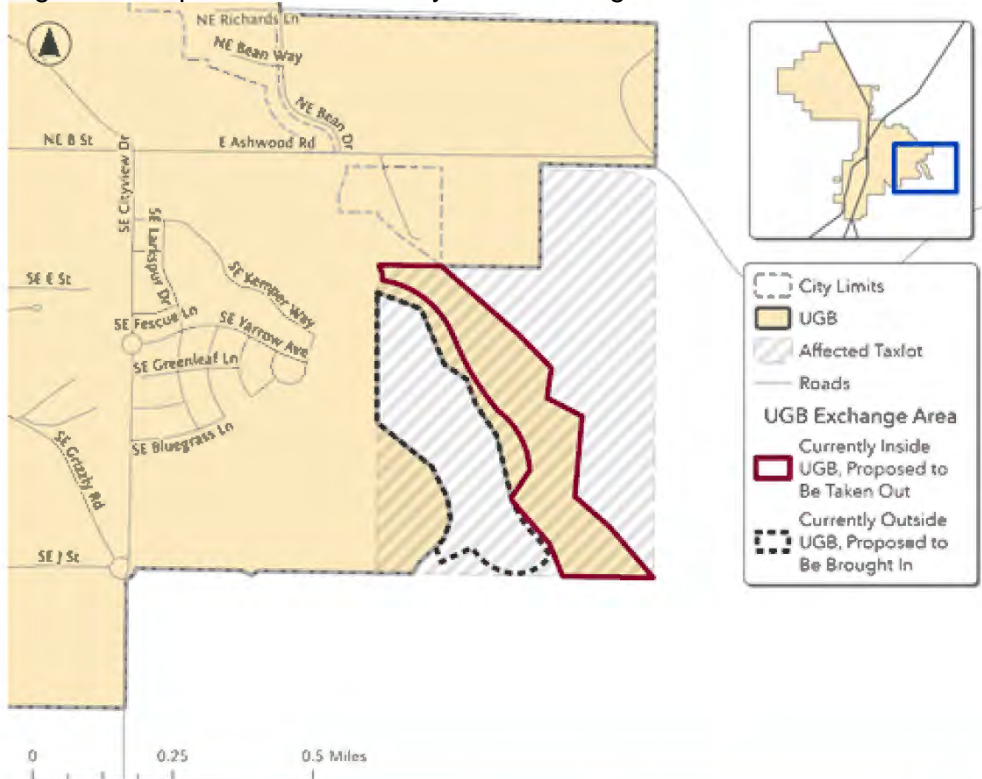 NE Richards Ln
NE Bean Way
NE Bean Dr
NE B St
E Ashwood Rd
SE Cityview Dr
SE Larkspur Dr
SE Kemper Way
SE E St
SE Fescue Ln
SE Yarrow Ave
SE Greenleaf Ln
SE Bluegrass Ln
SE Grizzly Rd
SE J St
0 0.25 0.5 Miles
City Limits
UGB
Affected Taxlot
Roads
UGB Exchange Area
Currently Inside
UGB, Proposed to
Be Taken Out
Currently Outside
UGB, Proposed to
Be Brought In